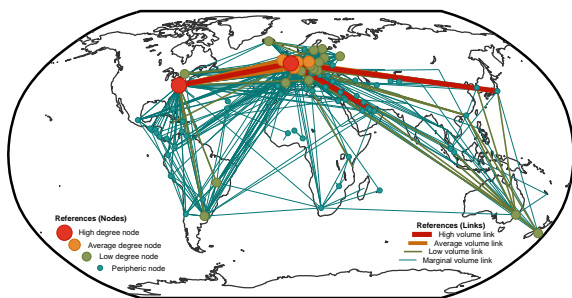 References (Nodes)
High degree node
Average degree node
Low degree node
Peripheric node
References (Links)
High volume link
Average volume link
Low volume link
Marginal volume link